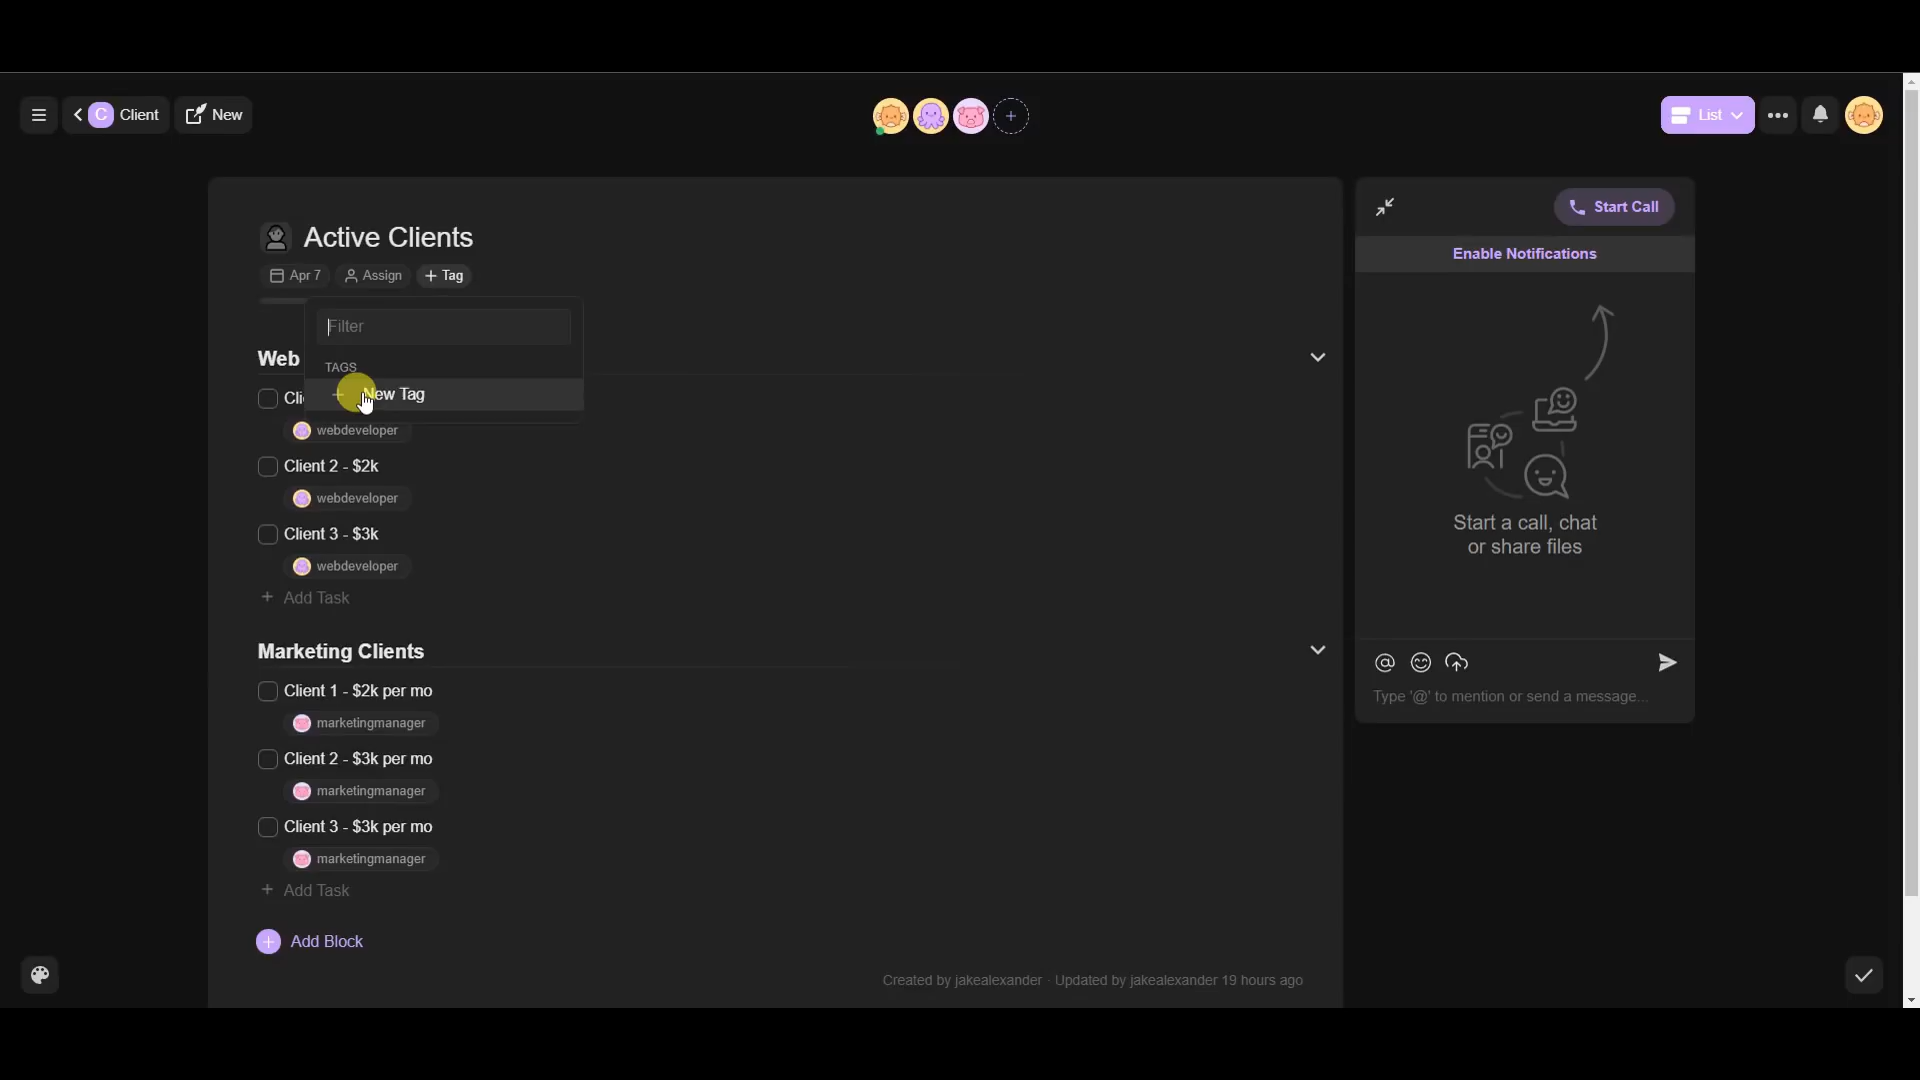 C Client New
List
Active Clients
Apr 7 Assign + Tag
Filter
TAGS
+ New Tag
Web
Cli
webdeveloper
Client 2 - $2k
webdeveloper
Client 3 - $3k
webdeveloper
+ Add Task
Marketing Clients
Client 1 - $2k per mo
marketingmanager
Client 2 - $3k per mo
marketingmanager
Client 3 - $3k per mo
marketingmanager
+ Add Task
+ Add Block
Created by jakealexander · Updated by jakealexander 19 hours ago
Start Call
Enable Notifications
Start a call, chat
or share files
Type '@' to mention or send a message...